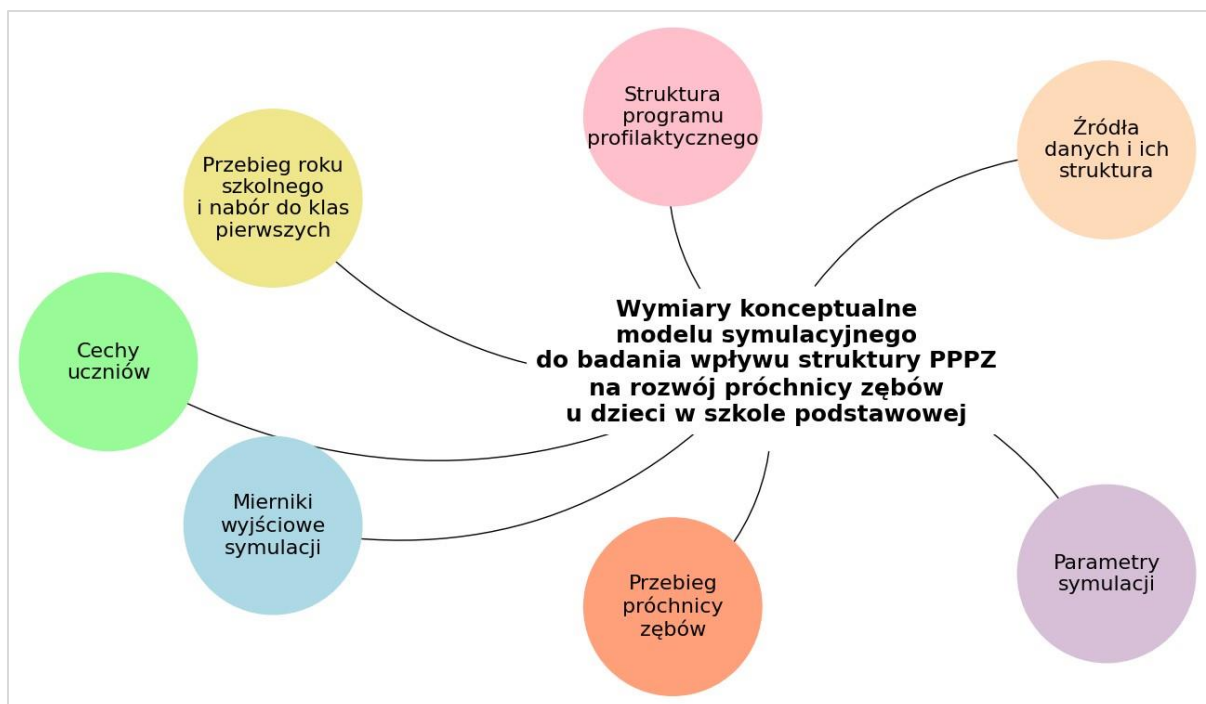 Struktura
programu
profilaktycznego
Źródła
danych i ich
struktura
Przebieg roku
szkolnego
i nabór do klas
pierwszych
Wymiary konceptualne
modelu symulacyjnego
do badania wpływu struktury PPPZ
na rozwój próchnicy zębów
u dzieci w szkole podstawowej
Cechy
uczniów
Mierniki
wyjściowe
symulacji
Przebieg
próchnicy
zębów
Parametry
symulacji